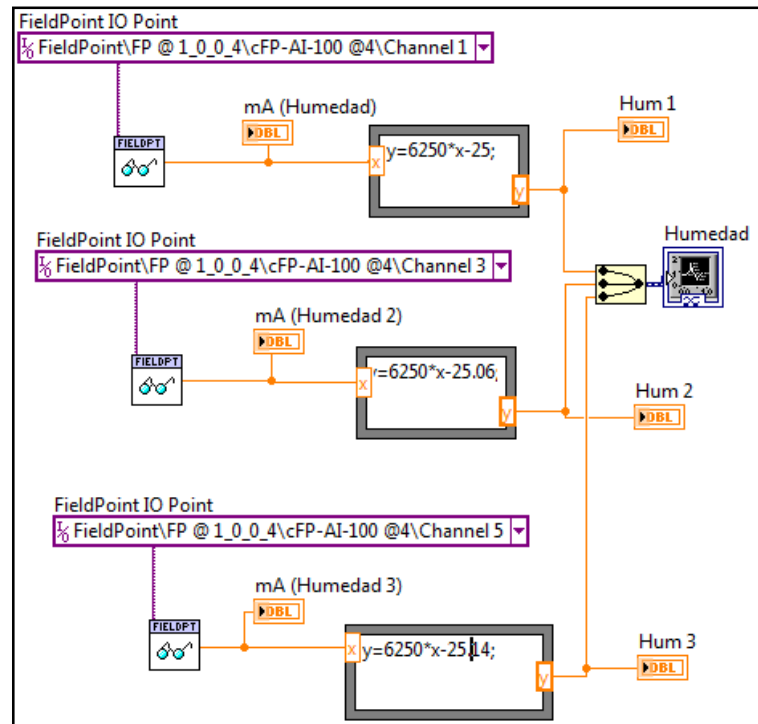 FieldPoint IO Point
I/O FieldPoint\FP @ 1_0_0_4\cFP-AI-100 @4\Channel 1
mA (Humedad)
DBL
Hum 1
DBL
FIELDPT
x
y=6250*x-25;
y
FieldPoint IO Point
I/O FieldPoint\FP @ 1_0_0_4\cFP-AI-100 @4\Channel 3
Humedad
mA (Humedad 2)
DBL
FIELDPT
x
y=6250*x-25.06;
y
Hum 2
DBL
FieldPoint IO Point
I/O FieldPoint\FP @ 1_0_0_4\cFP-AI-100 @4\Channel 5
mA (Humedad 3)
DBL
FIELDPT
x
y=6250*x-25.14;
y
Hum 3
DBL